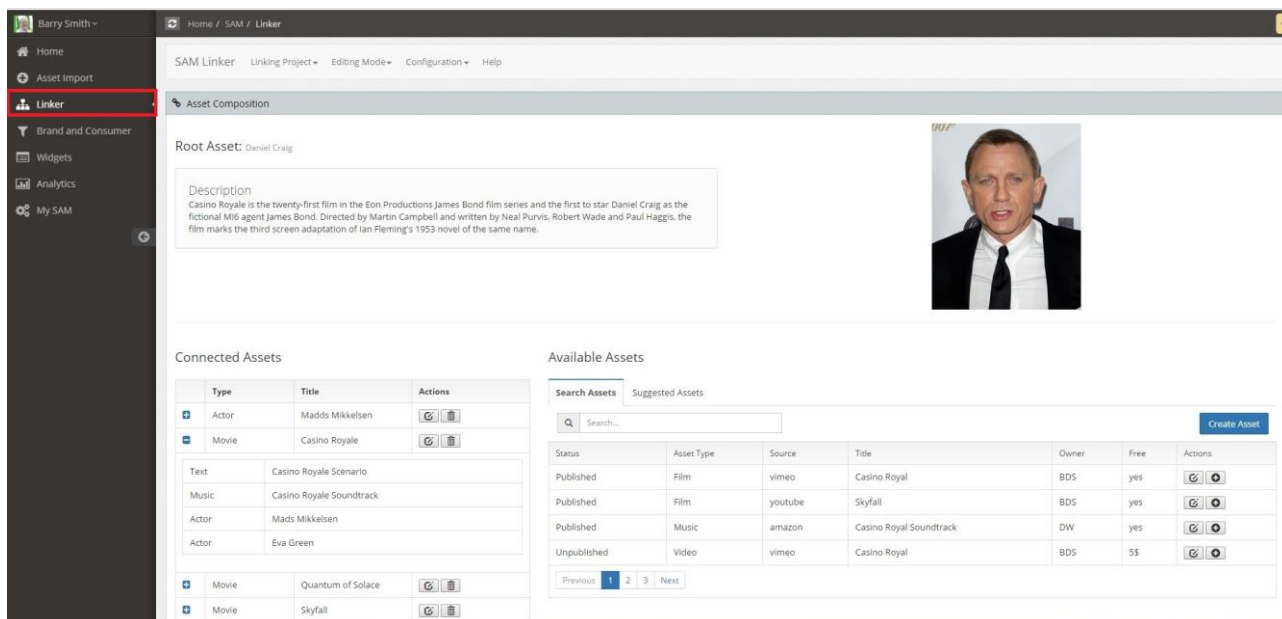 Barry Smith
Home / SAM / Linker
Home
Asset Import
Linker
Brand and Consumer
Widgets
Analytics
My SAM
SAM Linker Linking Project Editing Mode Configuration Help
Asset Composition
Root Asset: Daniel Craig
007
Description
Casino Royale is the twenty-first film in the Eon Productions James Bond film series and the first to star Daniel Craig as the
fictional MI6 agent James Bond. Directed by Martin Campbell and written by Neal Purvis, Robert Wade and Paul Haggis, the
film marks the third screen adaptation of Ian Fleming's 1953 novel of the same name.
Connected Assets
Type Title Actions
Actor Madds Mikkelsen
Movie Casino Royale
Text Casino Royale Scenario
Music Casino Royale Soundtrack
Actor Mads Mikkelsen
Actor Eva Green
Movie Quantum of Solace
Movie Skyfall
Available Assets
Search Assets Suggested Assets
Search...
Create Asset
Status Asset Type Source Title Owner Free Actions
Published Film vimeo Casino Royal BDS yes
Published Film youtube Skyfall BDS yes
Published Music amazon Casino Royal Soundtrack DW yes
Unpublished Video vimeo Casino Royal BDS 5$
Previous 1 2 3 Next